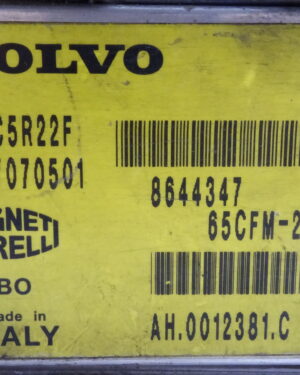 OLVO
C5R22F
070501
8644347
65CFM-2
GNETI
RELLI
BO
AH.0012381.C
ade in
ALY